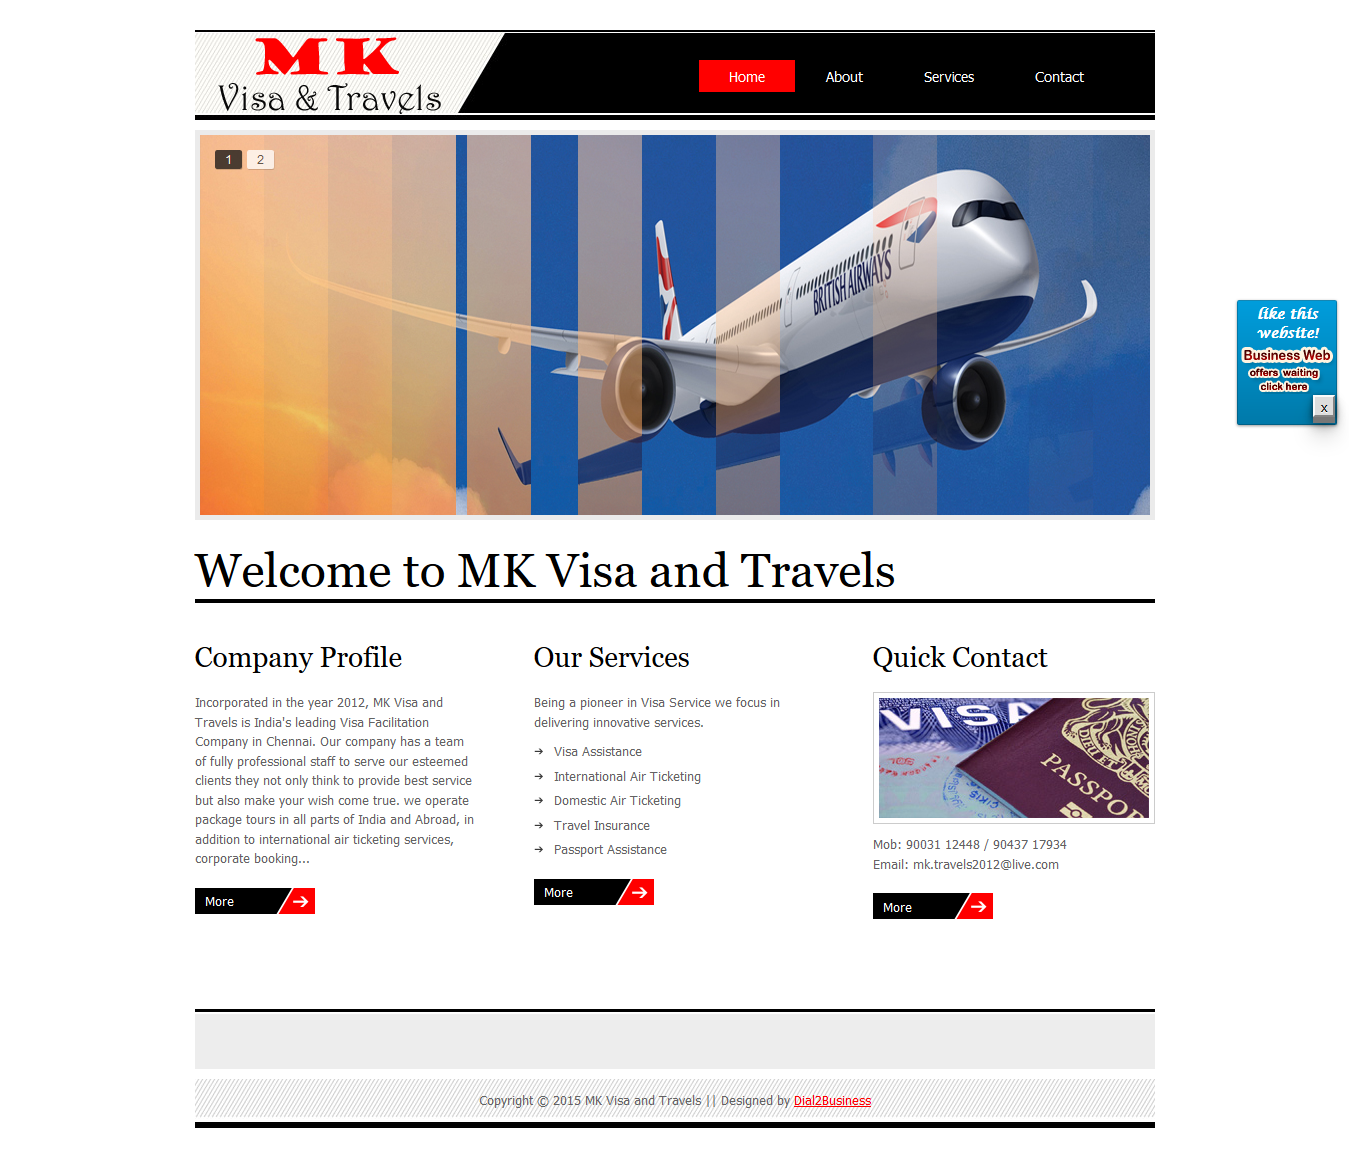 MK
Visa & Travels
Home
About
Services
Contact
1
2
BRITISH AIRWAYS
like this
website!
Business Web
offers waiting
click here
x
Welcome to MK Visa and Travels
Company Profile
Incorporated in the year 2012, MK Visa and
Travels is India's leading Visa Facilitation
Company in Chennai. Our company has a team
of fully professional staff to serve our esteemed
clients they not only think to provide best service
but also make your wish come true. we operate
package tours in all parts of India and Abroad, in
addition to international air ticketing services,
corporate booking...
More
Our Services
Being a pioneer in Visa Service we focus in
delivering innovative services.
Visa Assistance
International Air Ticketing
Domestic Air Ticketing
Travel Insurance
Passport Assistance
More
Quick Contact
VISA
PASSPOR
ÇIKIŞ
Mob: 90031 12448 / 90437 17934
Email: mk.travels2012@live.com
More
Copyright © 2015 MK Visa and Travels || Designed by Dial2Business